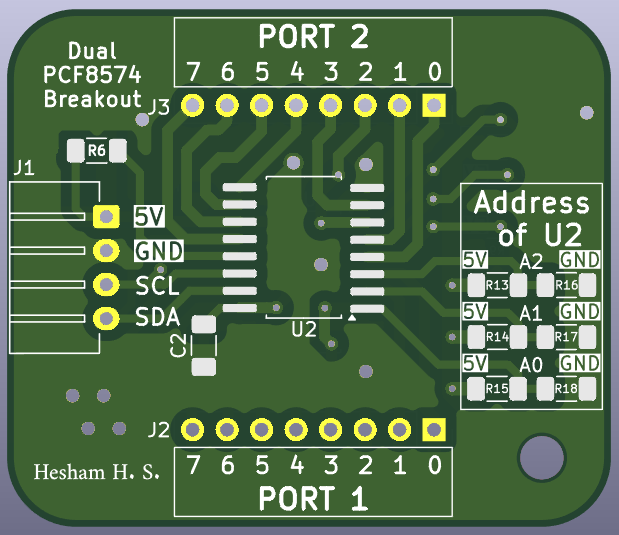 PORT 2
7 6 5 4 3 2 1 0
Dual
PCF8574
Breakout
J3
R6
J1
5V
GND
SCL
SDA
Address
of U2
5V A2 GND
R13 R16
5V A1 GND
R14 R17
5V A0 GND
R15 R18
U2
C2
J2
7 6 5 4 3 2 1 0
PORT 1
Hesham H. S.